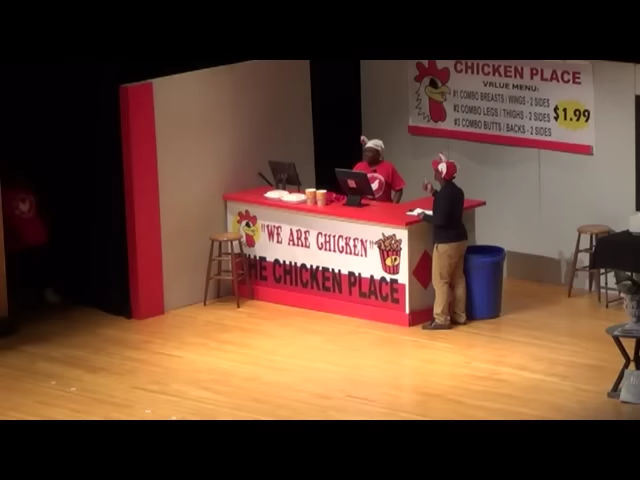 CHICKEN PLACE
VALUE MENU:
#1 COMBO BREASTS / WINGS - 2 SIDES
#2 COMBO LEGS / THIGHS - 2 SIDES
#3 COMBO BUTTS / BACKS - 2 SIDES
$1.99
"WE ARE CHICKEN"
THE CHICKEN PLACE